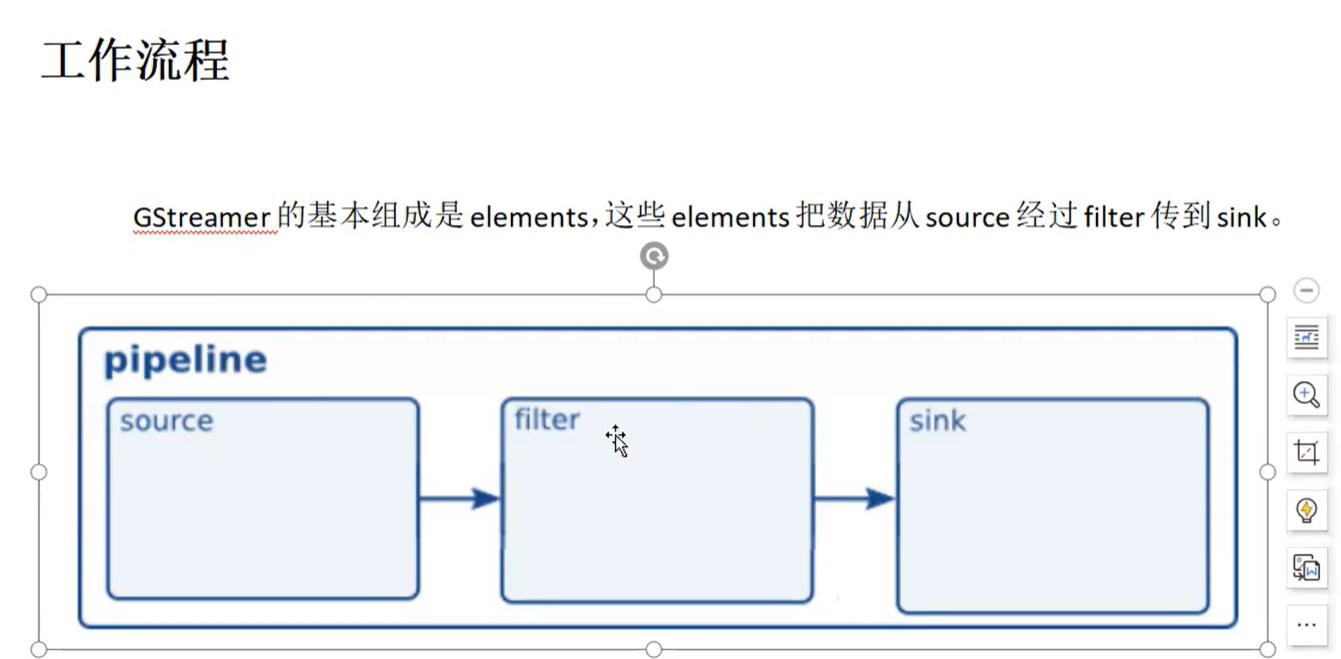 工作流程
GStreamer 的基本组成是 elements，这些 elements 把数据从 source 经过 filter 传到 sink。
pipeline
source filter sink